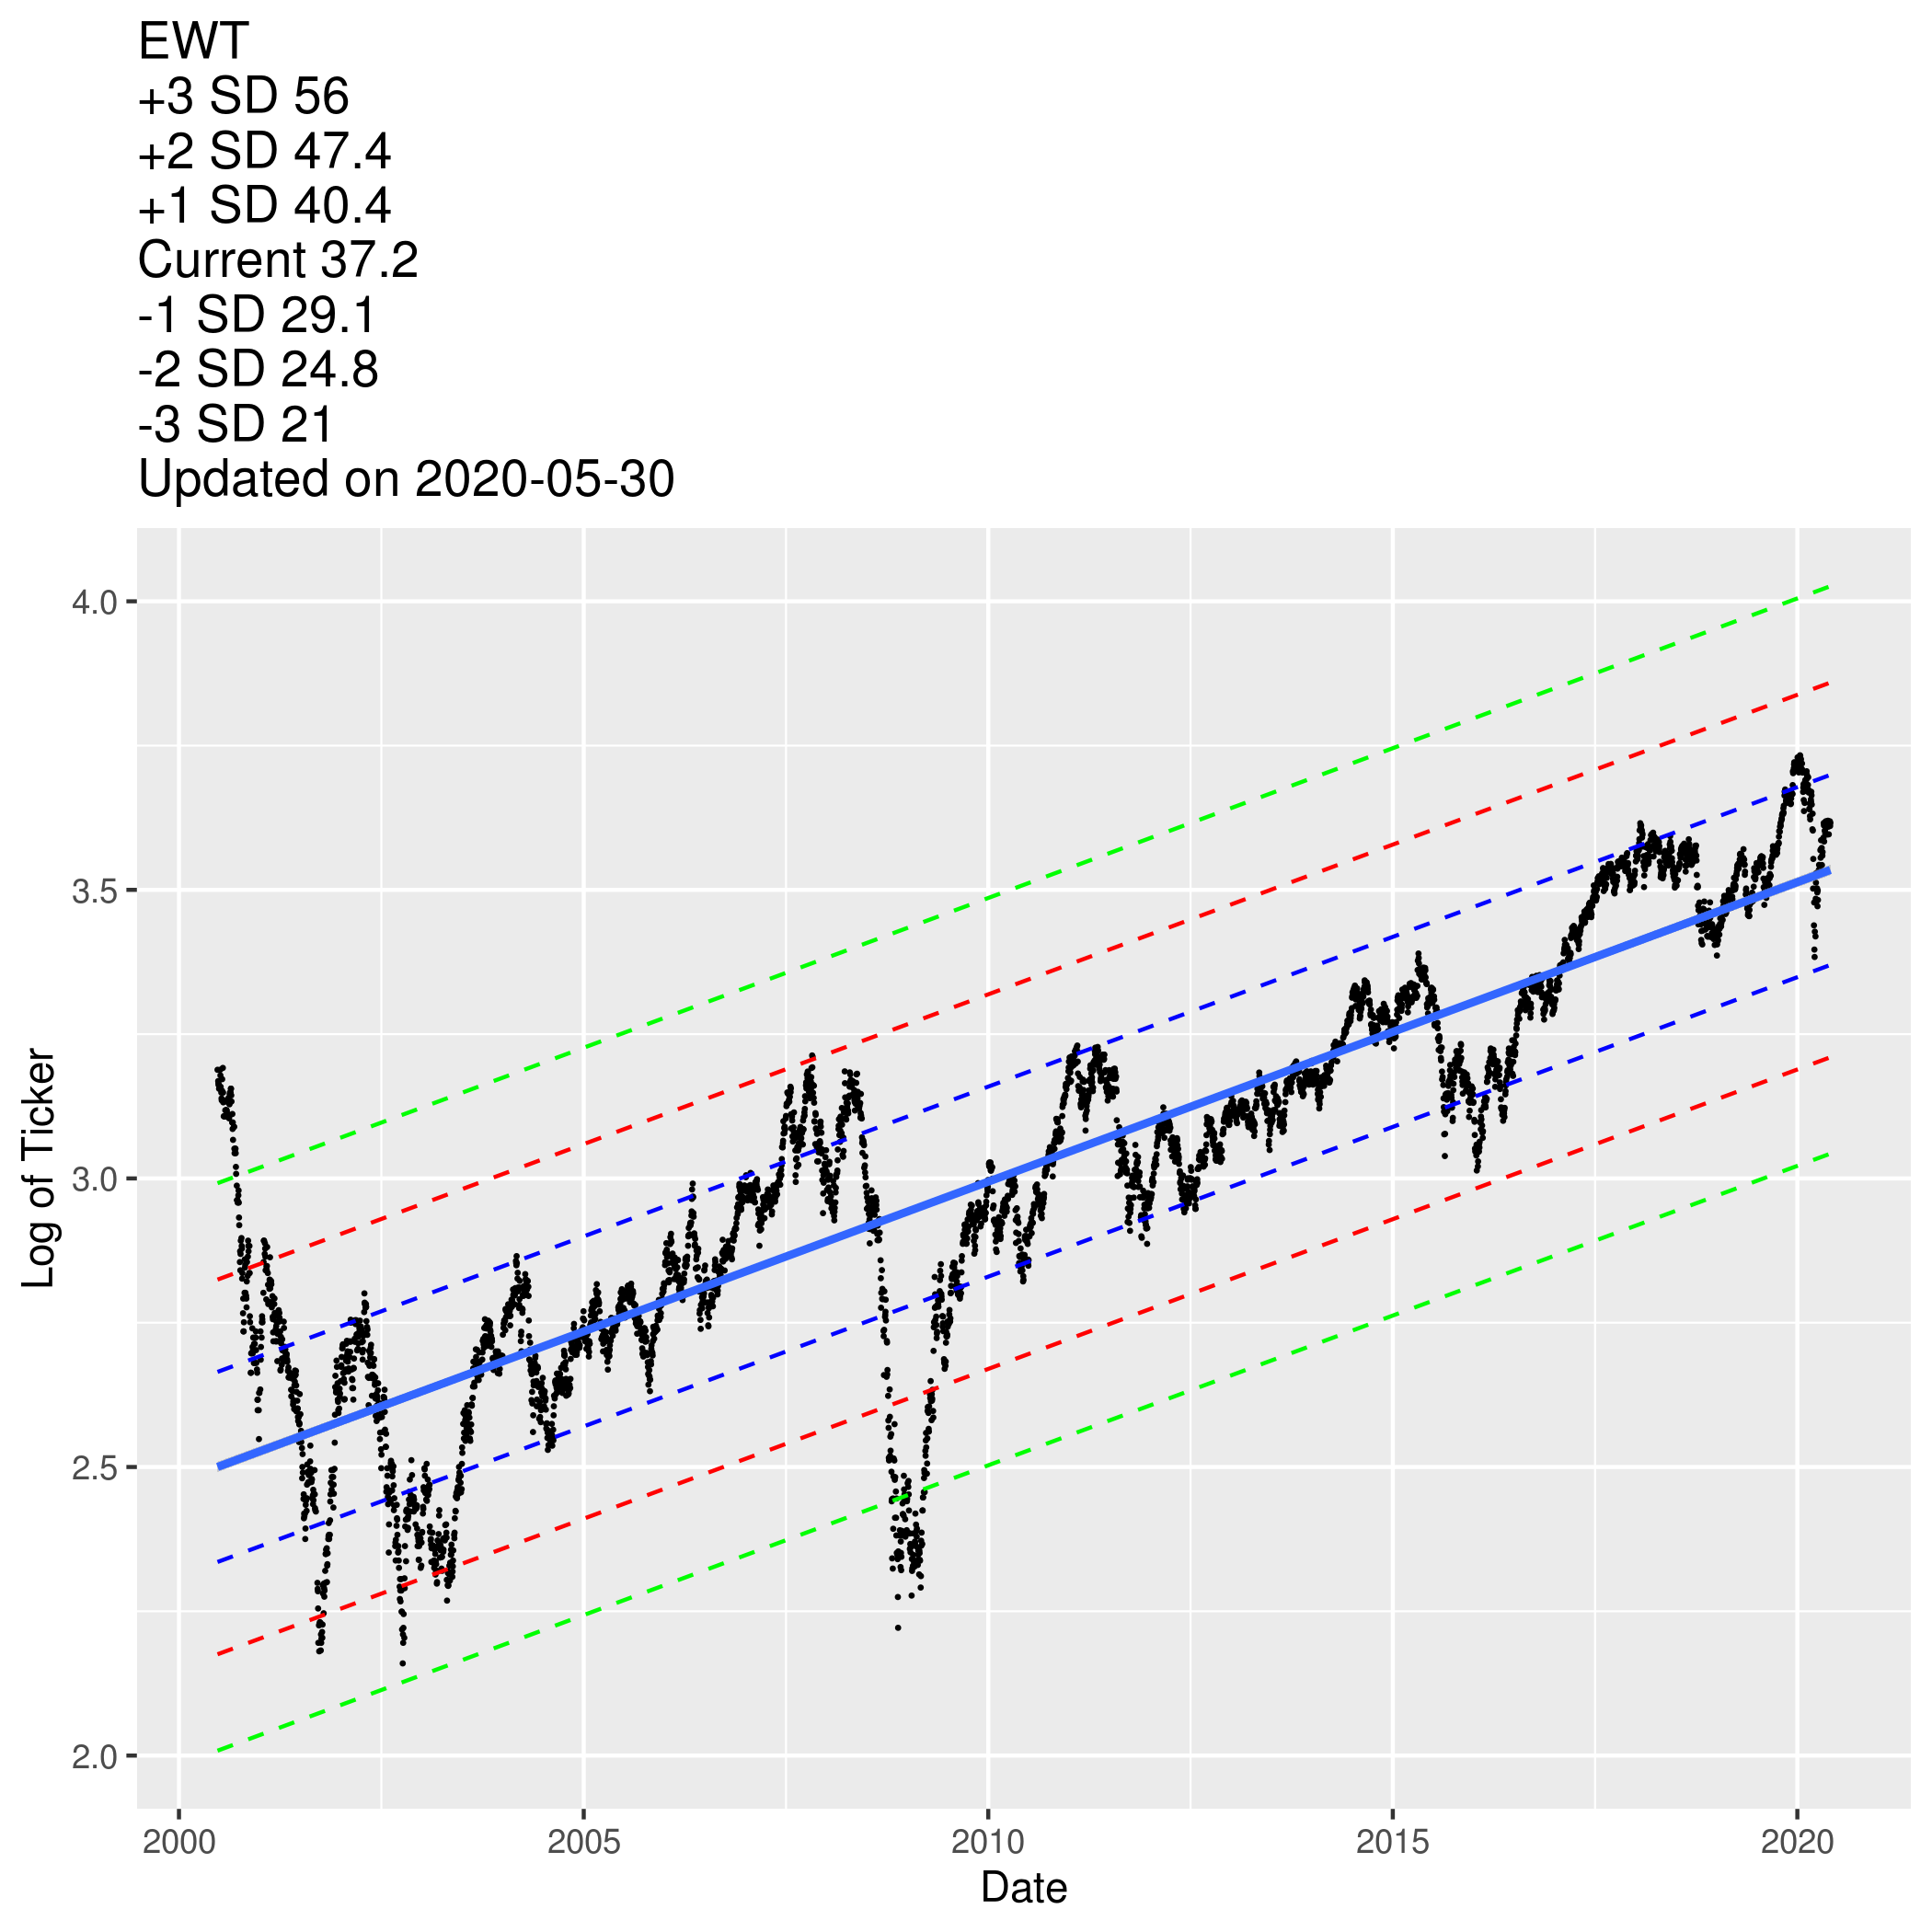 EWT
+3 SD 56
+2 SD 47.4
+1 SD 40.4
Current 37.2
-1 SD 29.1
-2 SD 24.8
-3 SD 21
Updated on 2020-05-30
4.0
3.5
3.0
2.5
2.0
Log of Ticker
2000 2005 2010 2015 2020
Date